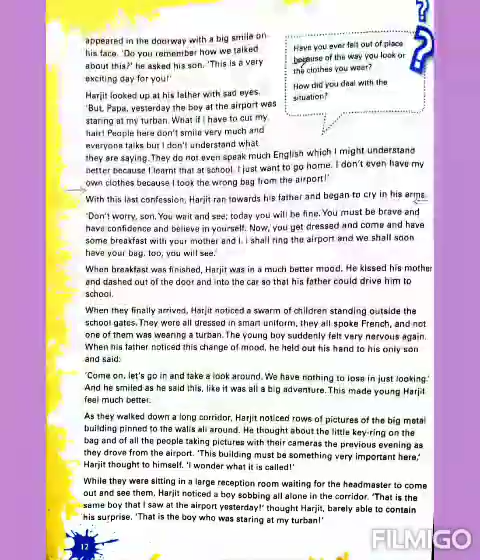 appeared in the doorway with a big smile on
his face. 'Do you remember how we talked
about this?' he asked his son. 'This is a very
exciting day for you!'
Harjit looked up at his father with sad eyes.
'But, Papa, yesterday the boy at the airport was
staring at my turban. What if I have to cut my
hair! People here don't smile very much and
everyone talks but I don't understand what
they are saying. They do not even speak much English which I might understand
better because I learnt that at school. I just want to go home. I don't even have my
own clothes because I took the wrong bag from the airport!'
With this last confession, Harjit ran towards his father and began to cry in his arms.
'Don't worry, son. You wait and see; today you will be fine. You must be brave and
have confidence and believe in yourself. Now, you get dressed and come and have
some breakfast with your mother and I. I shall ring the airport and we shall soon
have your bag, too, you will see.'
When breakfast was finished, Harjit was in a much better mood. He kissed his mother
and dashed out of the door and into the car so that his father could drive him to
school.
When they finally arrived, Harjit noticed a swarm of children standing outside the
school gates. They were all dressed in smart uniform, they all spoke French, and not
one of them was wearing a turban. The young boy suddenly felt very nervous again.
When his father noticed this change of mood, he held out his hand to his only son
and said:
'Come on, let's go in and take a look around. We have nothing to lose in just looking.'
And he smiled as he said this, like it was all a big adventure. This made young Harjit
feel much better.
As they walked down a long corridor, Harjit noticed rows of pictures of the big metal
building pinned to the walls all around. He thought about the little key-ring on the
bag and of all the people taking pictures with their cameras the previous evening as
they drove from the airport. 'This building must be something very important here,'
Harjit thought to himself. 'I wonder what it is called!'
While they were sitting in a large reception room waiting for the headmaster to come
out and see them, Harjit noticed a boy sobbing all alone in the corridor. 'That is the
same boy that I saw at the airport yesterday!' thought Harjit, barely able to contain
his surprise. 'That is the boy who was staring at my turban!'
Have you ever felt out of place
because of the way you look or
the clothes you wear?
How did you deal with the
situation?
?
?
12
FILMIGO